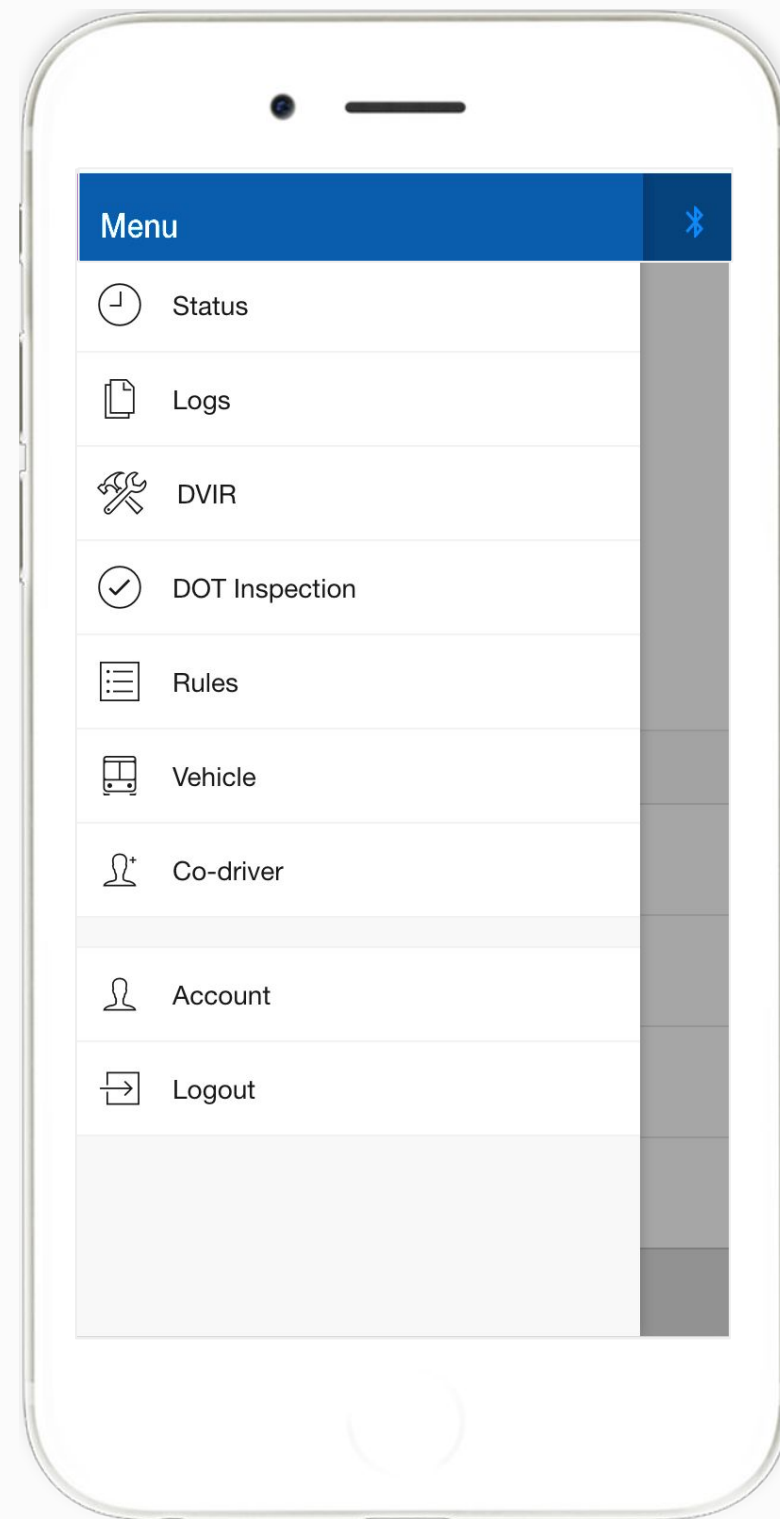 Menu
Status
Logs
DVIR
DOT Inspection
Rules
Vehicle
Co-driver
Account
Logout